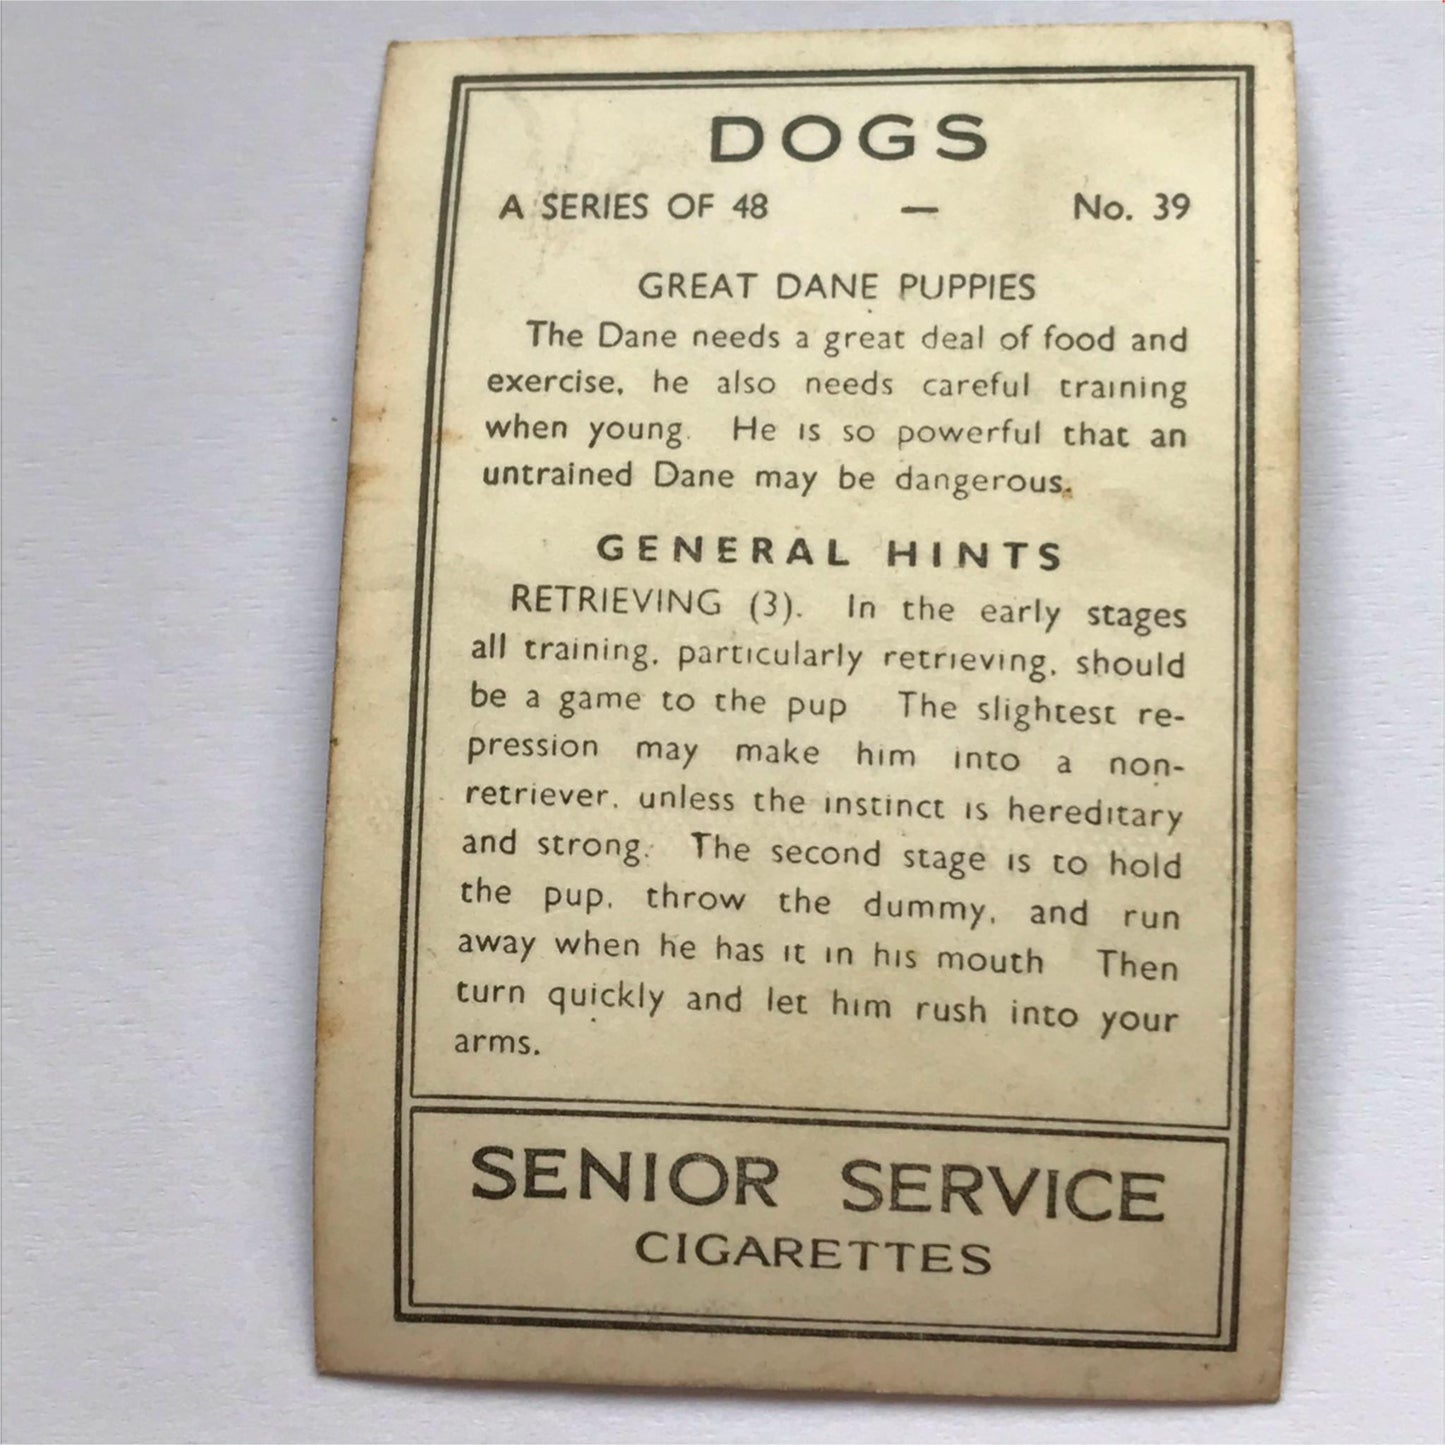 DOGS
A SERIES OF 48 — No. 39
GREAT DANE PUPPIES
The Dane needs a great deal of food and
exercise, he also needs careful training
when young. He is so powerful that an
untrained Dane may be dangerous.
GENERAL HINTS
RETRIEVING (3). In the early stages
all training, particularly retrieving, should
be a game to the pup The slightest re-
pression may make him into a non-
retriever, unless the instinct is hereditary
and strong. The second stage is to hold
the pup, throw the dummy, and run
away when he has it in his mouth Then
turn quickly and let him rush into your
arms.
SENIOR SERVICE
CIGARETTES